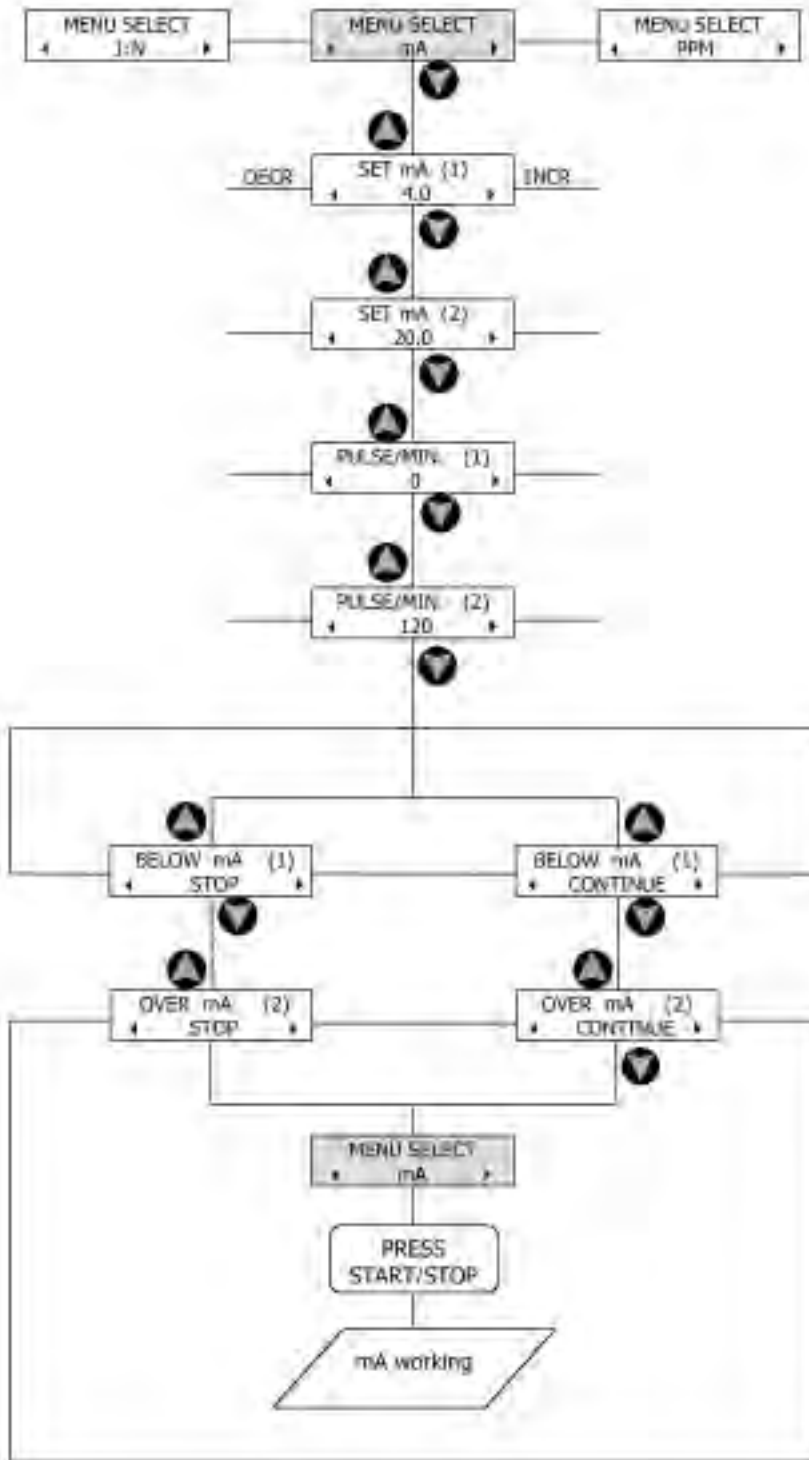 MENU SELECT
1:N
MENU SELECT
mA
MENU SELECT
PPM
DECR
SET mA (1)
4.0
INCR
SET mA (2)
20.0
PULSE/MIN. (1)
0
PULSE/MIN. (2)
120
BELOW mA (1)
STOP
BELOW mA (1)
CONTINUE
OVER mA (2)
STOP
OVER mA (2)
CONTINUE
MENU SELECT
mA
PRESS
START/STOP
mA working